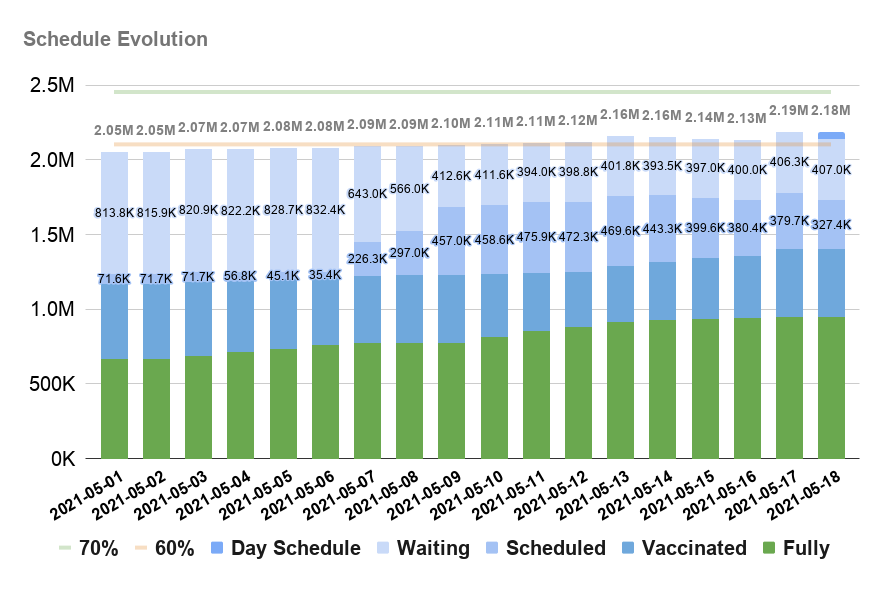 Schedule Evolution
2.5M
2.05M 2.05M 2.07M 2.07M 2.08M 2.08M 2.09M 2.09M 2.10M 2.11M 2.11M 2.12M 2.16M 2.16M 2.14M 2.13M 2.19M 2.18M
2.0M
813.8K 815.9K 820.9K 822.2K 828.7K 832.4K 643.0K 566.0K 412.6K 411.6K 394.0K 398.8K 401.8K 393.5K 397.0K 400.0K 406.3K 407.0K
1.5M
71.6K 71.7K 71.7K 56.8K 45.1K 35.4K 226.3K 297.0K 457.0K 458.6K 475.9K 472.3K 469.6K 443.3K 399.6K 380.4K 379.7K 327.4K
1.0M
500K
0K
2021-05-01 2021-05-02 2021-05-03 2021-05-04 2021-05-05 2021-05-06 2021-05-07 2021-05-08 2021-05-09 2021-05-10 2021-05-11 2021-05-12 2021-05-13 2021-05-14 2021-05-15 2021-05-16 2021-05-17 2021-05-18
70% 60% Day Schedule Waiting Scheduled Vaccinated Fully